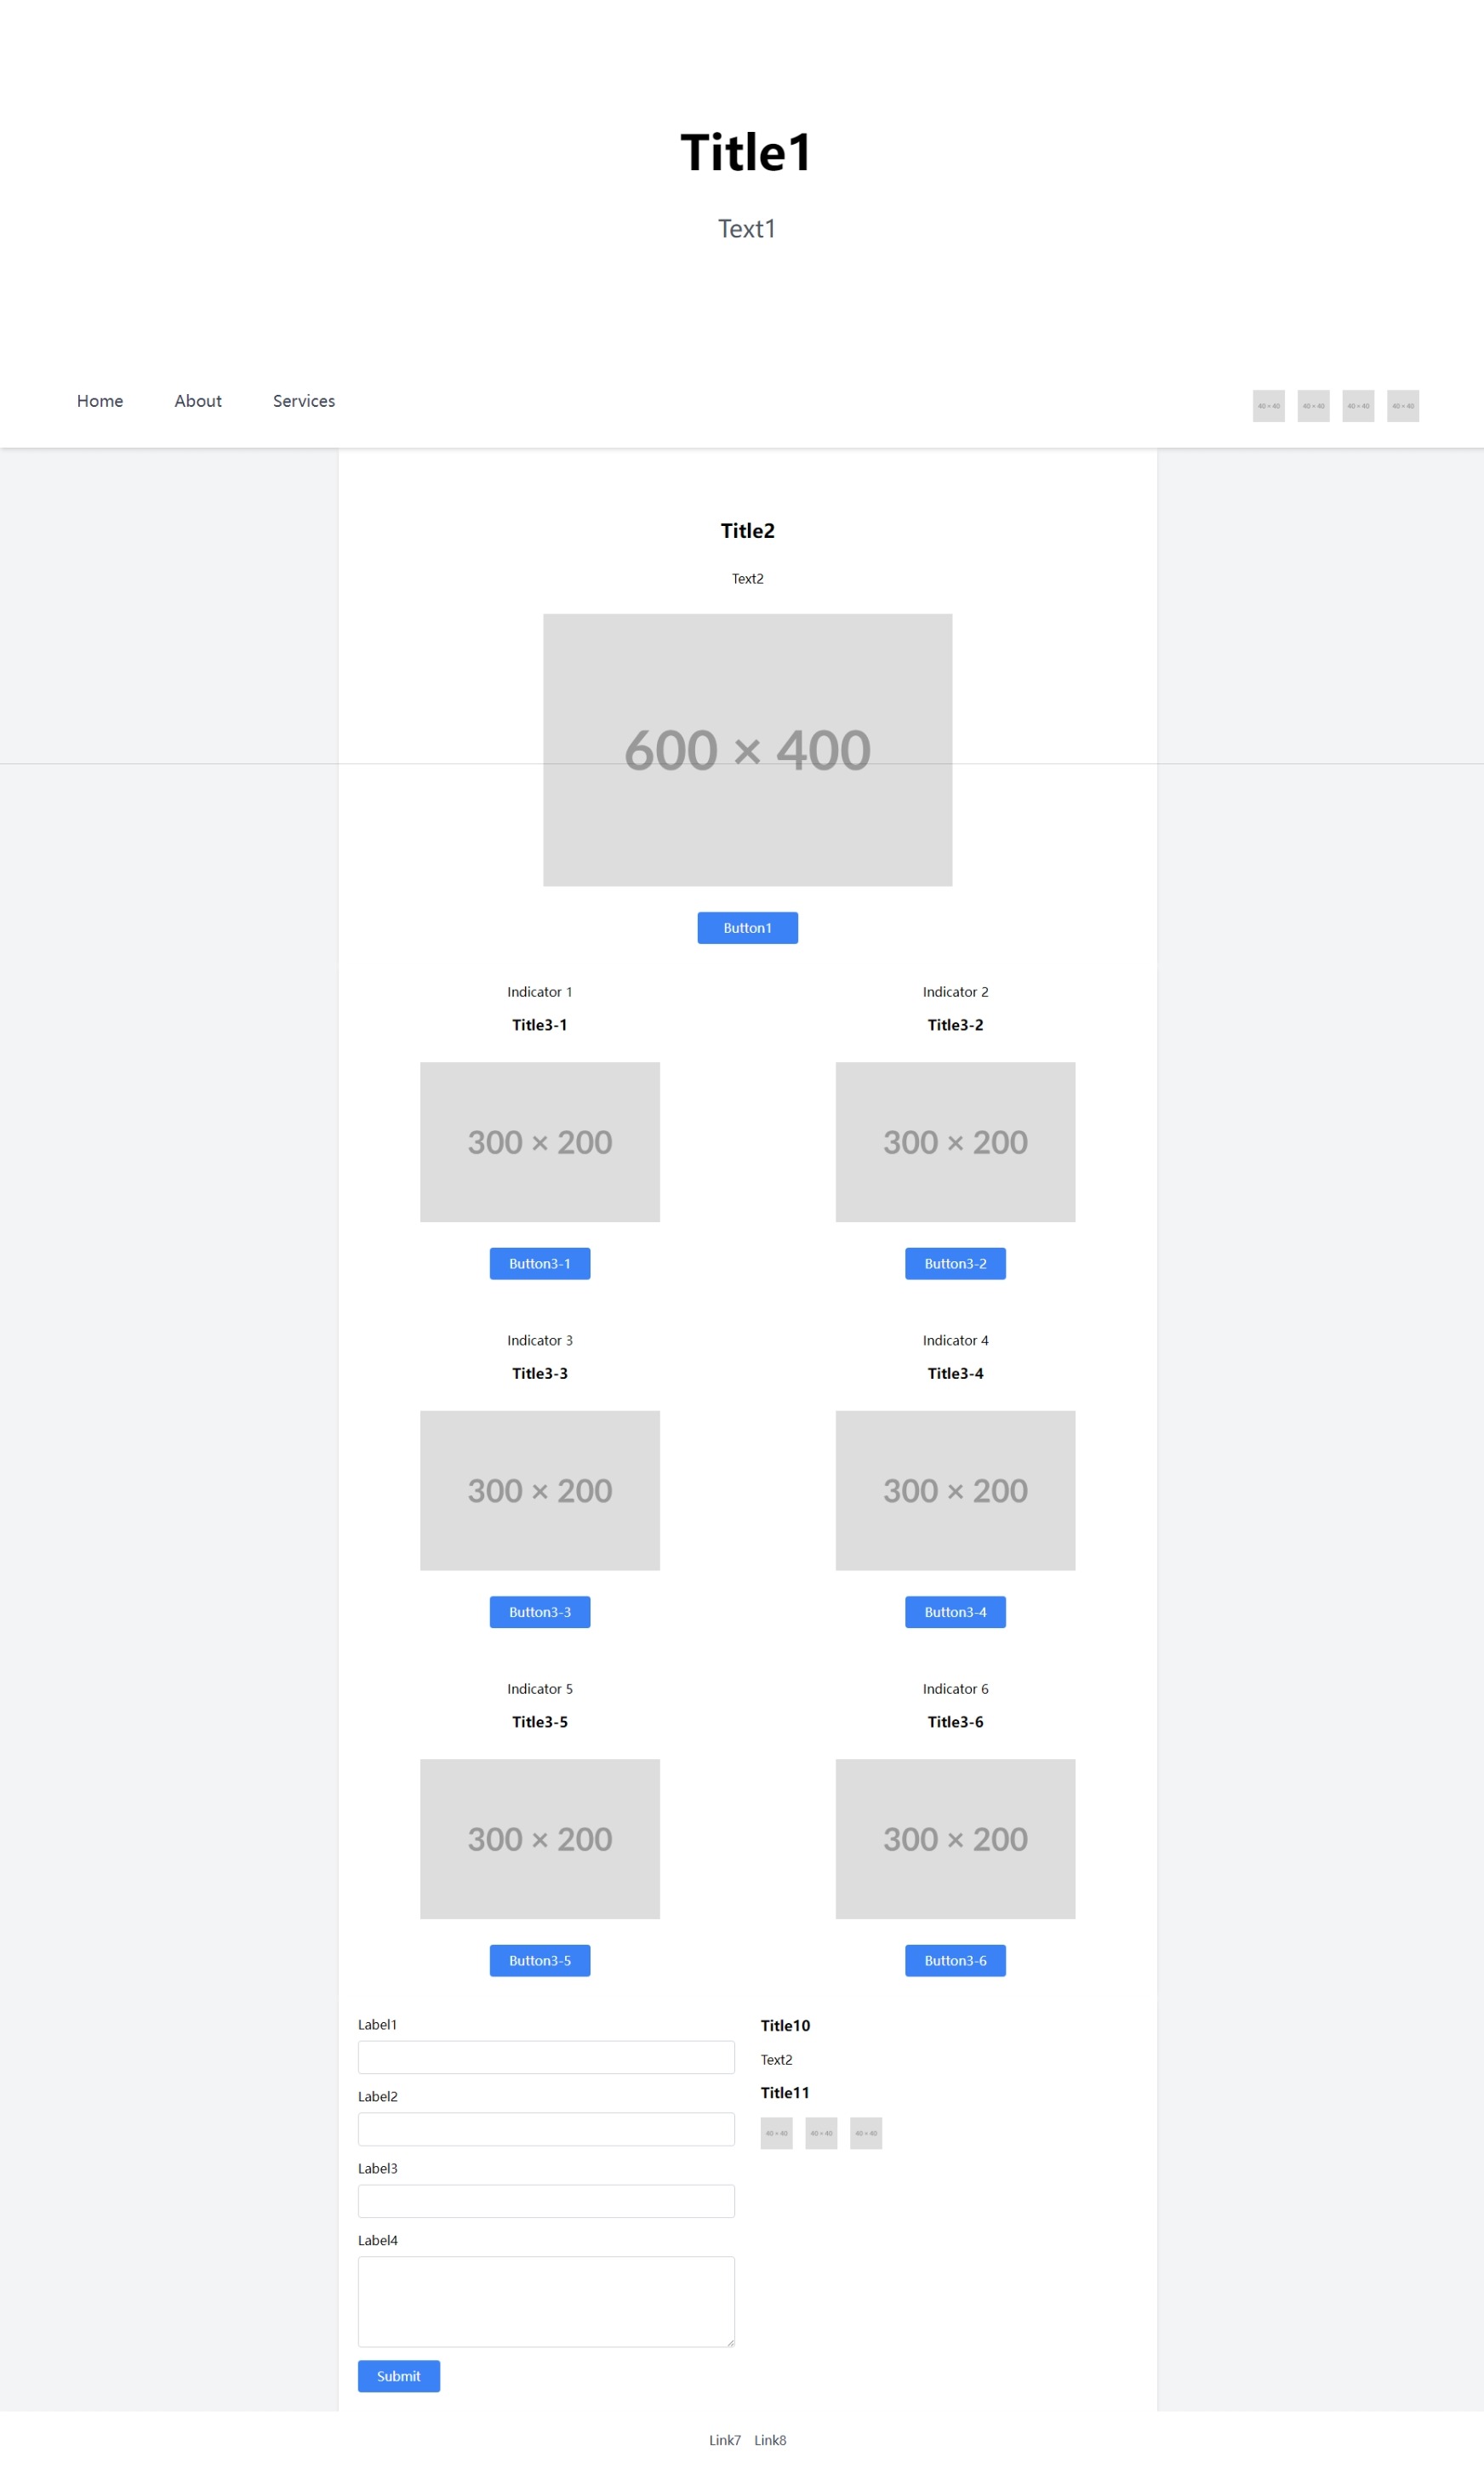 Title1
Text1
Home About Services
40 × 40 40 × 40 40 × 40 40 × 40
Title2
Text2
600 × 400
Button1
Indicator 1 Indicator 2
Title3-1 Title3-2
300 × 200 300 × 200
Button3-1 Button3-2
Indicator 3 Indicator 4
Title3-3 Title3-4
300 × 200 300 × 200
Button3-3 Button3-4
Indicator 5 Indicator 6
Title3-5 Title3-6
300 × 200 300 × 200
Button3-5 Button3-6
Label1
Label2
Label3
Label4
Submit
Title10
Text2
Title11
40 × 40 40 × 40 40 × 40
Link7 Link8